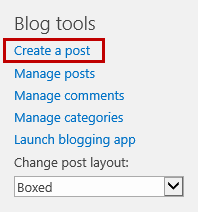 Blog tools
Create a post
Manage posts
Manage comments
Manage categories
Launch blogging app
Change post layout:
Boxed